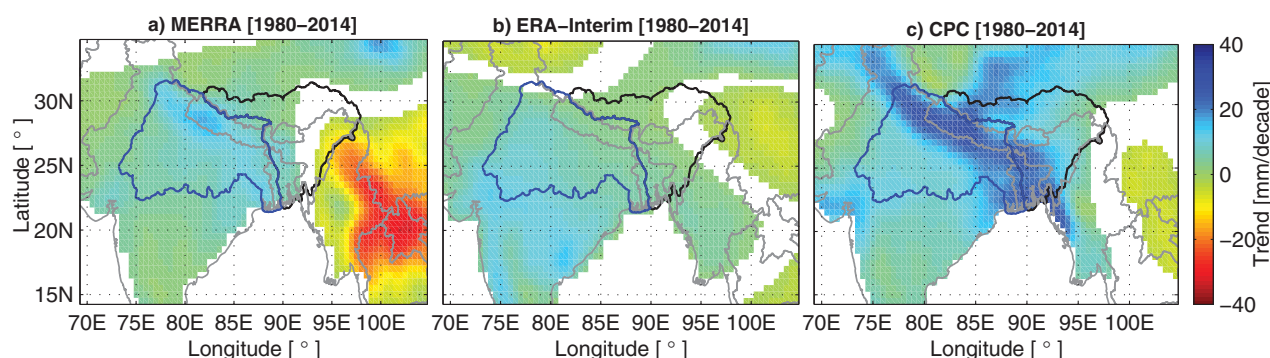 a) MERRA [1980−2014]
b) ERA−Interim [1980−2014]
c) CPC [1980−2014]
Latitude [ ° ]
30N
25N
20N
15N
70E 75E 80E 85E 90E 95E 100E
70E 75E 80E 85E 90E 95E 100E
70E 75E 80E 85E 90E 95E 100E
Longitude [ ° ]
Longitude [ ° ]
Longitude [ ° ]
40
20
0
−20
−40
Trend [mm/decade]